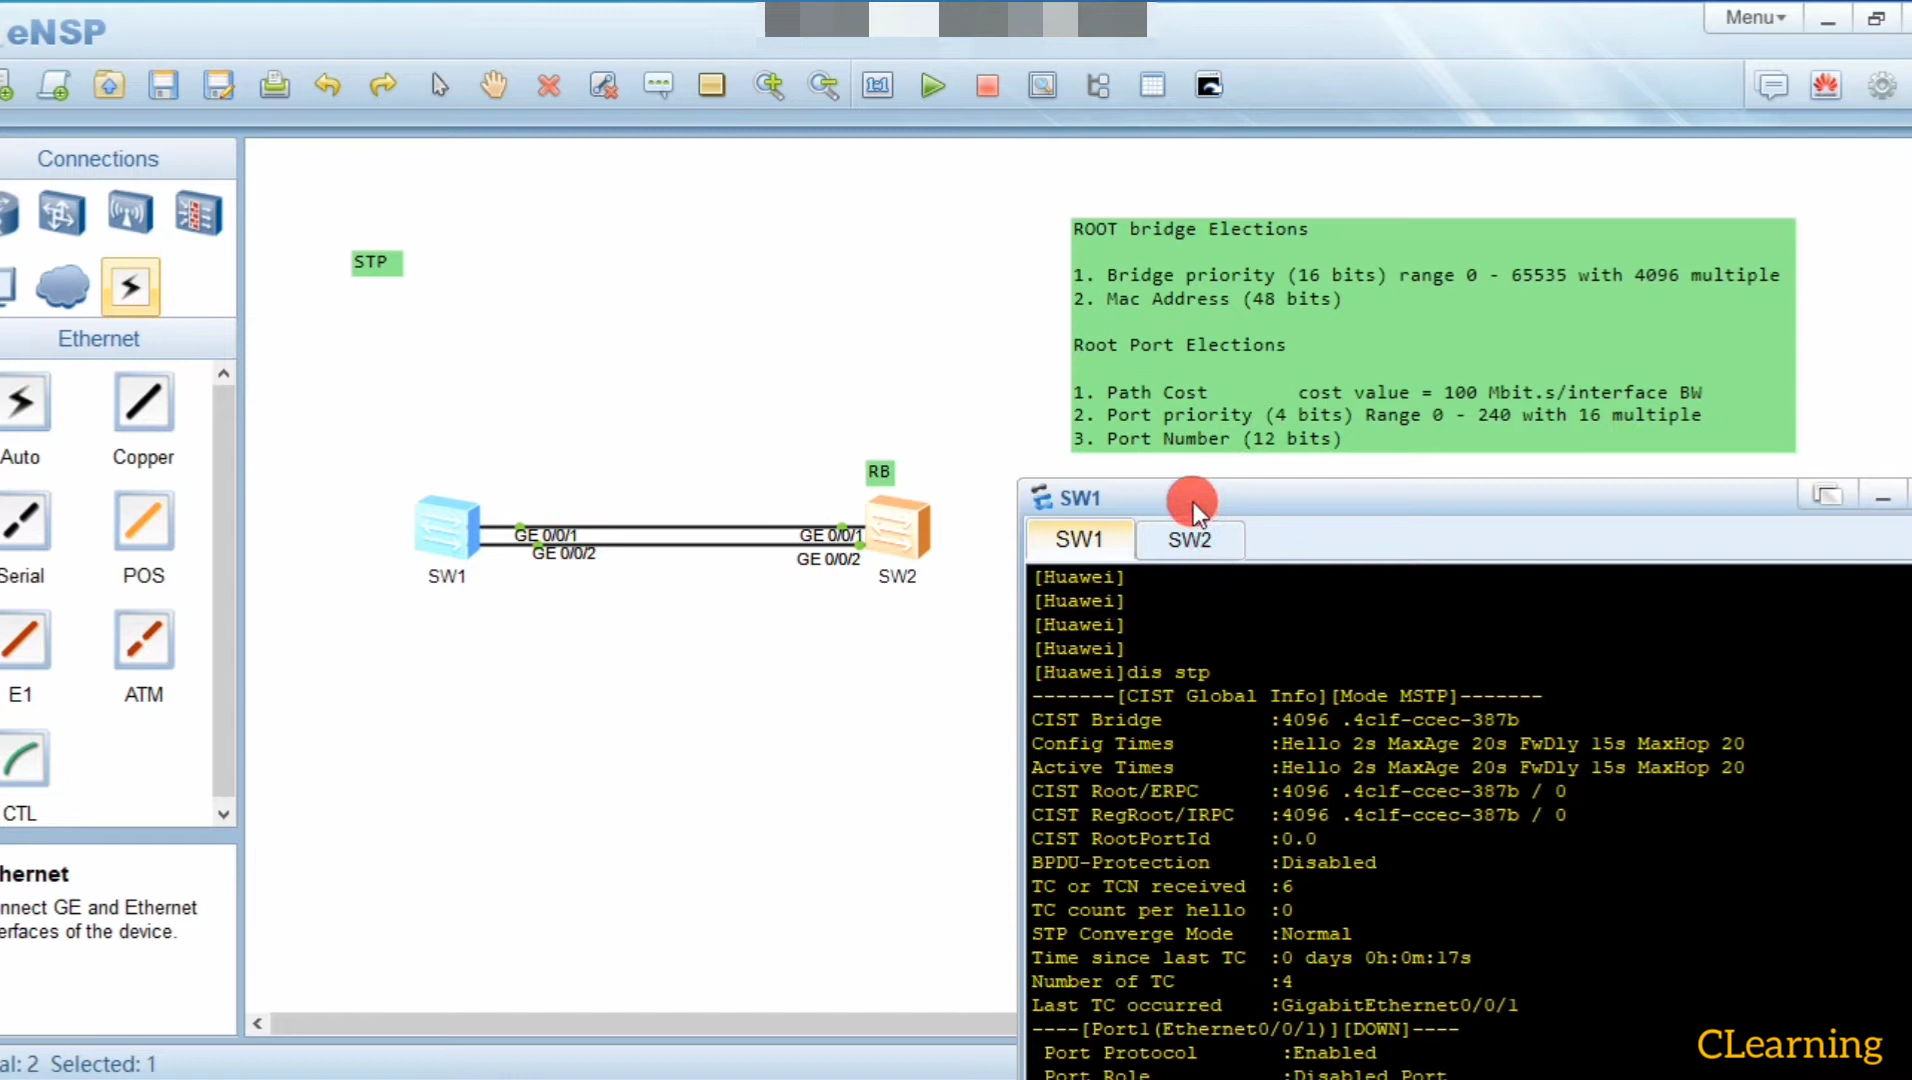 eNSP
Menu
Connections
Ethernet
Auto
Copper
Serial
POS
E1
ATM
CTL
hernet
nnect GE and Ethernet
erfaces of the device.
al: 2 Selected: 1
STP
ROOT bridge Elections
1. Bridge priority (16 bits) range 0 - 65535 with 4096 multiple
2. Mac Address (48 bits)
Root Port Elections
1. Path Cost cost value = 100 Mbit.s/interface BW
2. Port priority (4 bits) Range 0 - 240 with 16 multiple
3. Port Number (12 bits)
RB
GE 0/0/1
GE 0/0/2
GE 0/0/1
GE 0/0/2
SW1
SW2
SW1
SW1
SW2
[Huawei]
[Huawei]
[Huawei]
[Huawei]
[Huawei]dis stp
-------[CIST Global Info][Mode MSTP]-------
CIST Bridge :4096 .4c1f-ccec-387b
Config Times :Hello 2s MaxAge 20s FwDly 15s MaxHop 20
Active Times :Hello 2s MaxAge 20s FwDly 15s MaxHop 20
CIST Root/ERPC :4096 .4c1f-ccec-387b / 0
CIST RegRoot/IRPC :4096 .4c1f-ccec-387b / 0
CIST RootPortId :0.0
BPDU-Protection :Disabled
TC or TCN received :6
TC count per hello :0
STP Converge Mode :Normal
Time since last TC :0 days 0h:0m:17s
Number of TC :4
Last TC occurred :GigabitEthernet0/0/1
----[Port1(Ethernet0/0/1)][DOWN]----
Port Protocol :Enabled
Port Role :Disabled Port
CLearning